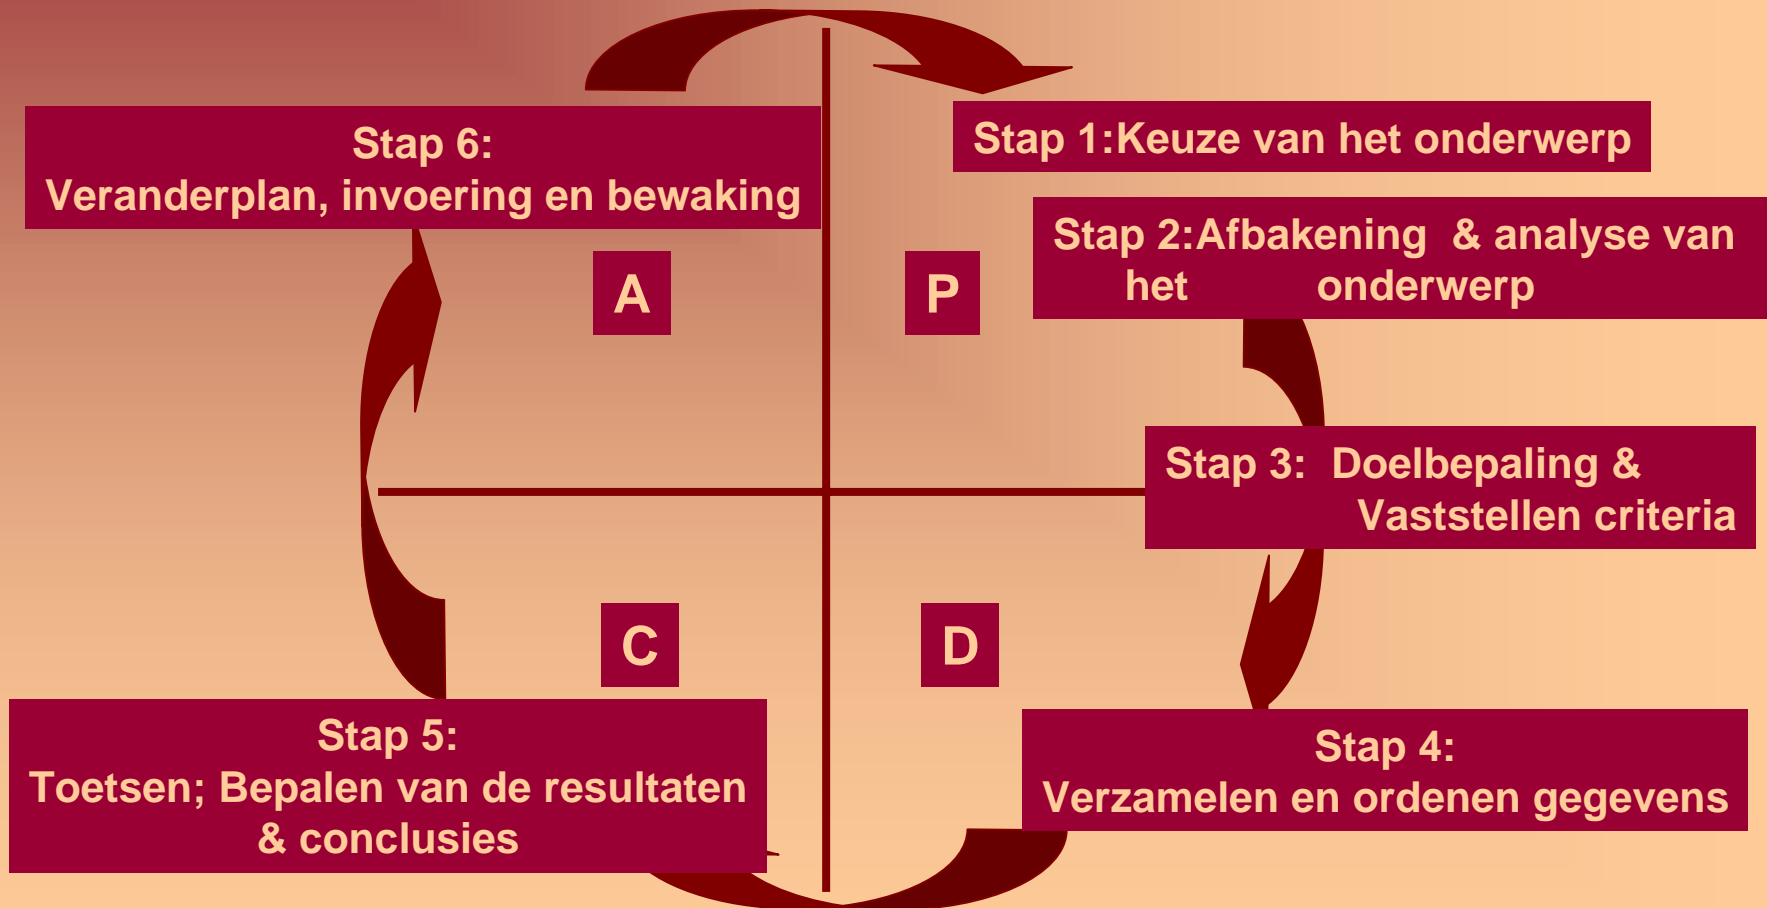 Stap 6:
Veranderplan, invoering en bewaking
Stap 1:Keuze van het onderwerp
Stap 2:Afbakening & analyse van
het onderwerp
A
P
Stap 3: Doelbepaling &
Vaststellen criteria
C
D
Stap 5:
Toetsen; Bepalen van de resultaten
& conclusies
Stap 4:
Verzamelen en ordenen gegevens